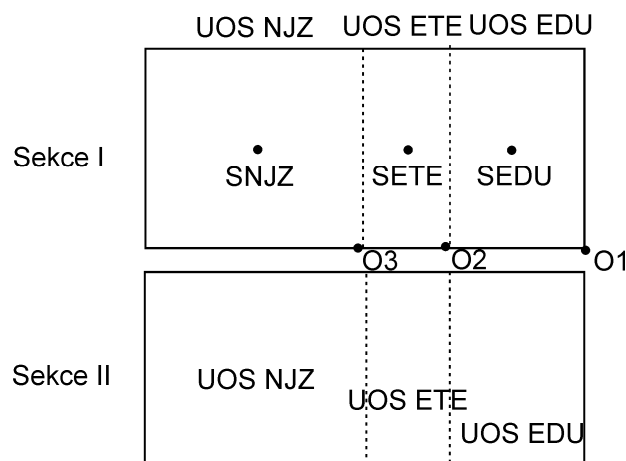 UOS NJZ UOS ETE UOS EDU
Sekce I
SNJZ SETE SEDU
O3 O2 O1
Sekce II
UOS NJZ
UOS ETE
UOS EDU